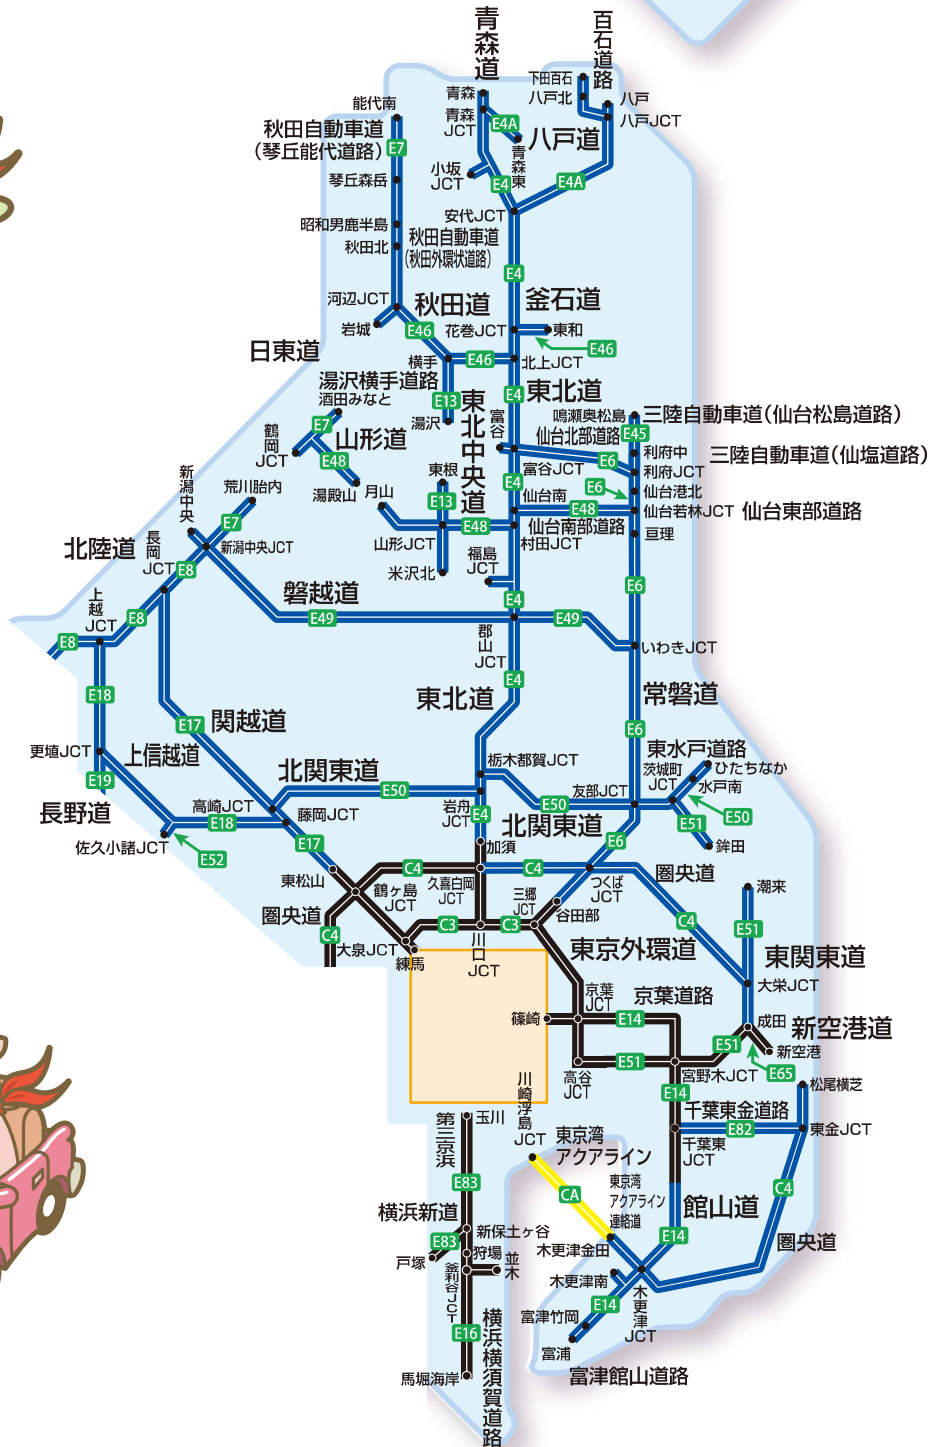 青森道
百石道路
下田百石
八戸北
八戸
八戸JCT
八戸道
青森
青森JCT
E4A
青森東
小坂JCT
E4
E4A
安代JCT
能代南
秋田自動車道
(琴丘能代道路)
E7
琴丘森岳
昭和男鹿半島
秋田北
秋田自動車道
(秋田外環状道路)
E4
河辺JCT
岩城
秋田道
E46
花巻JCT
釜石道
東和
E46
北上JCT
日東道
横手
E46
湯沢横手道路
E13
湯沢
東北道
E4
東北中央道
酒田みなと
E7
鶴岡JCT
山形道
E48
湯殿山
月山
東根
E13
E48
山形JCT
米沢北
富谷
鳴瀬奥松島
三陸自動車道(仙台松島道路)
E45
仙台北部道路
利府中
三陸自動車道(仙塩道路)
E6
利府JCT
富谷JCT
E4
E6
仙台港北
仙台南
E48
仙台若林JCT
仙台東部道路
仙台南部道路
村田JCT
亘理
福島JCT
E4
E6
新潟中央
荒川胎内
E7
新潟中央JCT
北陸道
長岡JCT
E8
上越JCT
E8
E8
磐越道
E49
E49
郡山JCT
いわきJCT
E4
E18
東北道
常磐道
E6
E17
関越道
更埴JCT
上信越道
E19
長野道
北関東道
E50
栃木都賀JCT
東水戸道路
茨城町JCT
ひたちなか
水戸南
E50
友部JCT
E50
E51
鉾田
高崎JCT
E18
藤岡JCT
岩舟JCT
E4
北関東道
E6
佐久小諸JCT
E52
E17
加須
東松山
C4
鶴ヶ島JCT
久喜白岡JCT
C4
三郷JCT
つくばJCT
圏央道
谷田部
C4
潮来
圏央道
C4
大泉JCT
C3
C3
川口JCT
練馬
東京外環道
E51
東関東道
大栄JCT
京葉JCT
京葉道路
篠崎
E14
成田
新空港道
E51
E51
新空港
高谷JCT
宮野木JCT
E65
E14
松尾横芝
千葉東金道路
E82
東金JCT
千葉東JCT
川崎浮島JCT
東京湾
アクアライン
CA
東京湾
アクアライン
連絡道
館山道
C4
第三京浜
玉川
E83
横浜新道
新保土ヶ谷
E83
狩場
戸塚
並木
釜利谷JCT
E14
圏央道
木更津金田
木更津南
E14
木更津JCT
富津竹岡
富浦
富津館山道路
E16
馬堀海岸
横浜横須賀道路